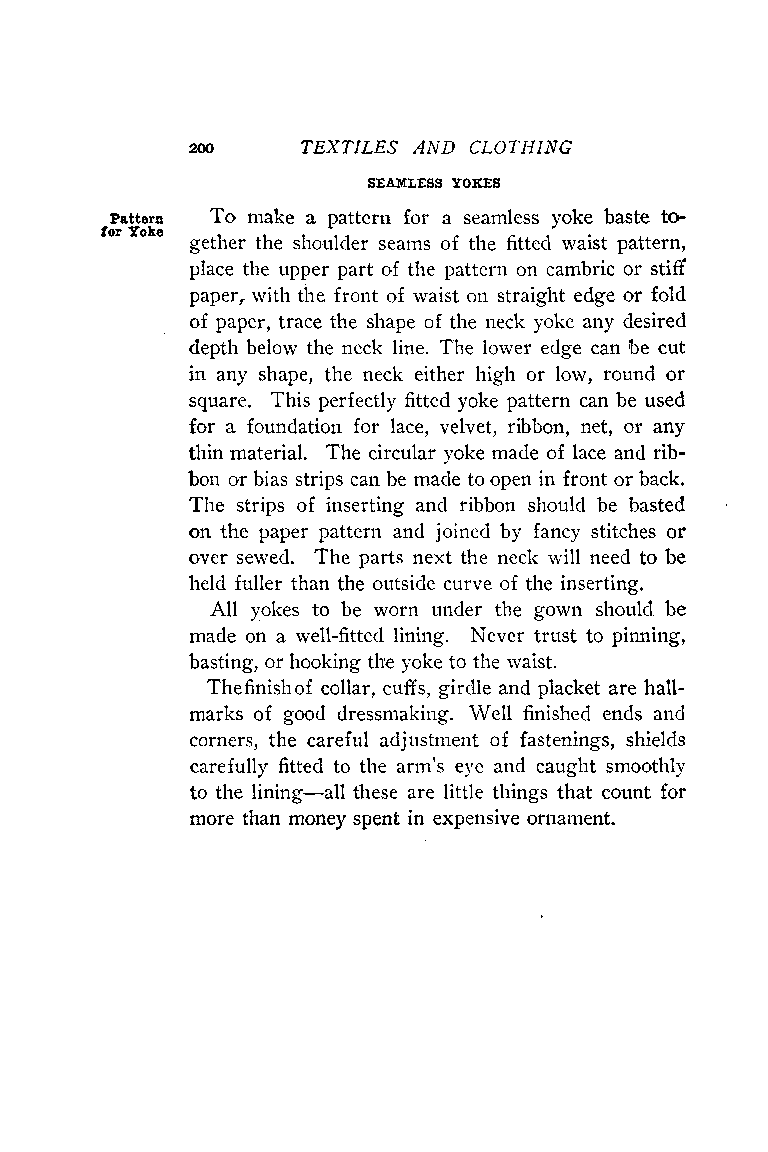 200 TEXTILES AND CLOTHING
SEAMLESS YOKES
Pattern
for Yoke
To make a pattern for a seamless yoke baste to-
gether the shoulder seams of the fitted waist pattern,
place the upper part of the pattern on cambric or stiff
paper, with the front of waist on straight edge or fold
of paper, trace the shape of the neck yoke any desired
depth below the neck line. The lower edge can be cut
in any shape, the neck either high or low, round or
square. This perfectly fitted yoke pattern can be used
for a foundation for lace, velvet, ribbon, net, or any
thin material. The circular yoke made of lace and rib-
bon or bias strips can be made to open in front or back.
The strips of inserting and ribbon should be basted
on the paper pattern and joined by fancy stitches or
over sewed. The parts next the neck will need to be
held fuller than the outside curve of the inserting.
All yokes to be worn under the gown should be
made on a well-fitted lining. Never trust to pinning,
basting, or hooking the yoke to the waist.
The finish of collar, cuffs, girdle and placket are hall-
marks of good dressmaking. Well finished ends and
corners, the careful adjustment of fastenings, shields
carefully fitted to the arm's eye and caught smoothly
to the lining—all these are little things that count for
more than money spent in expensive ornament.